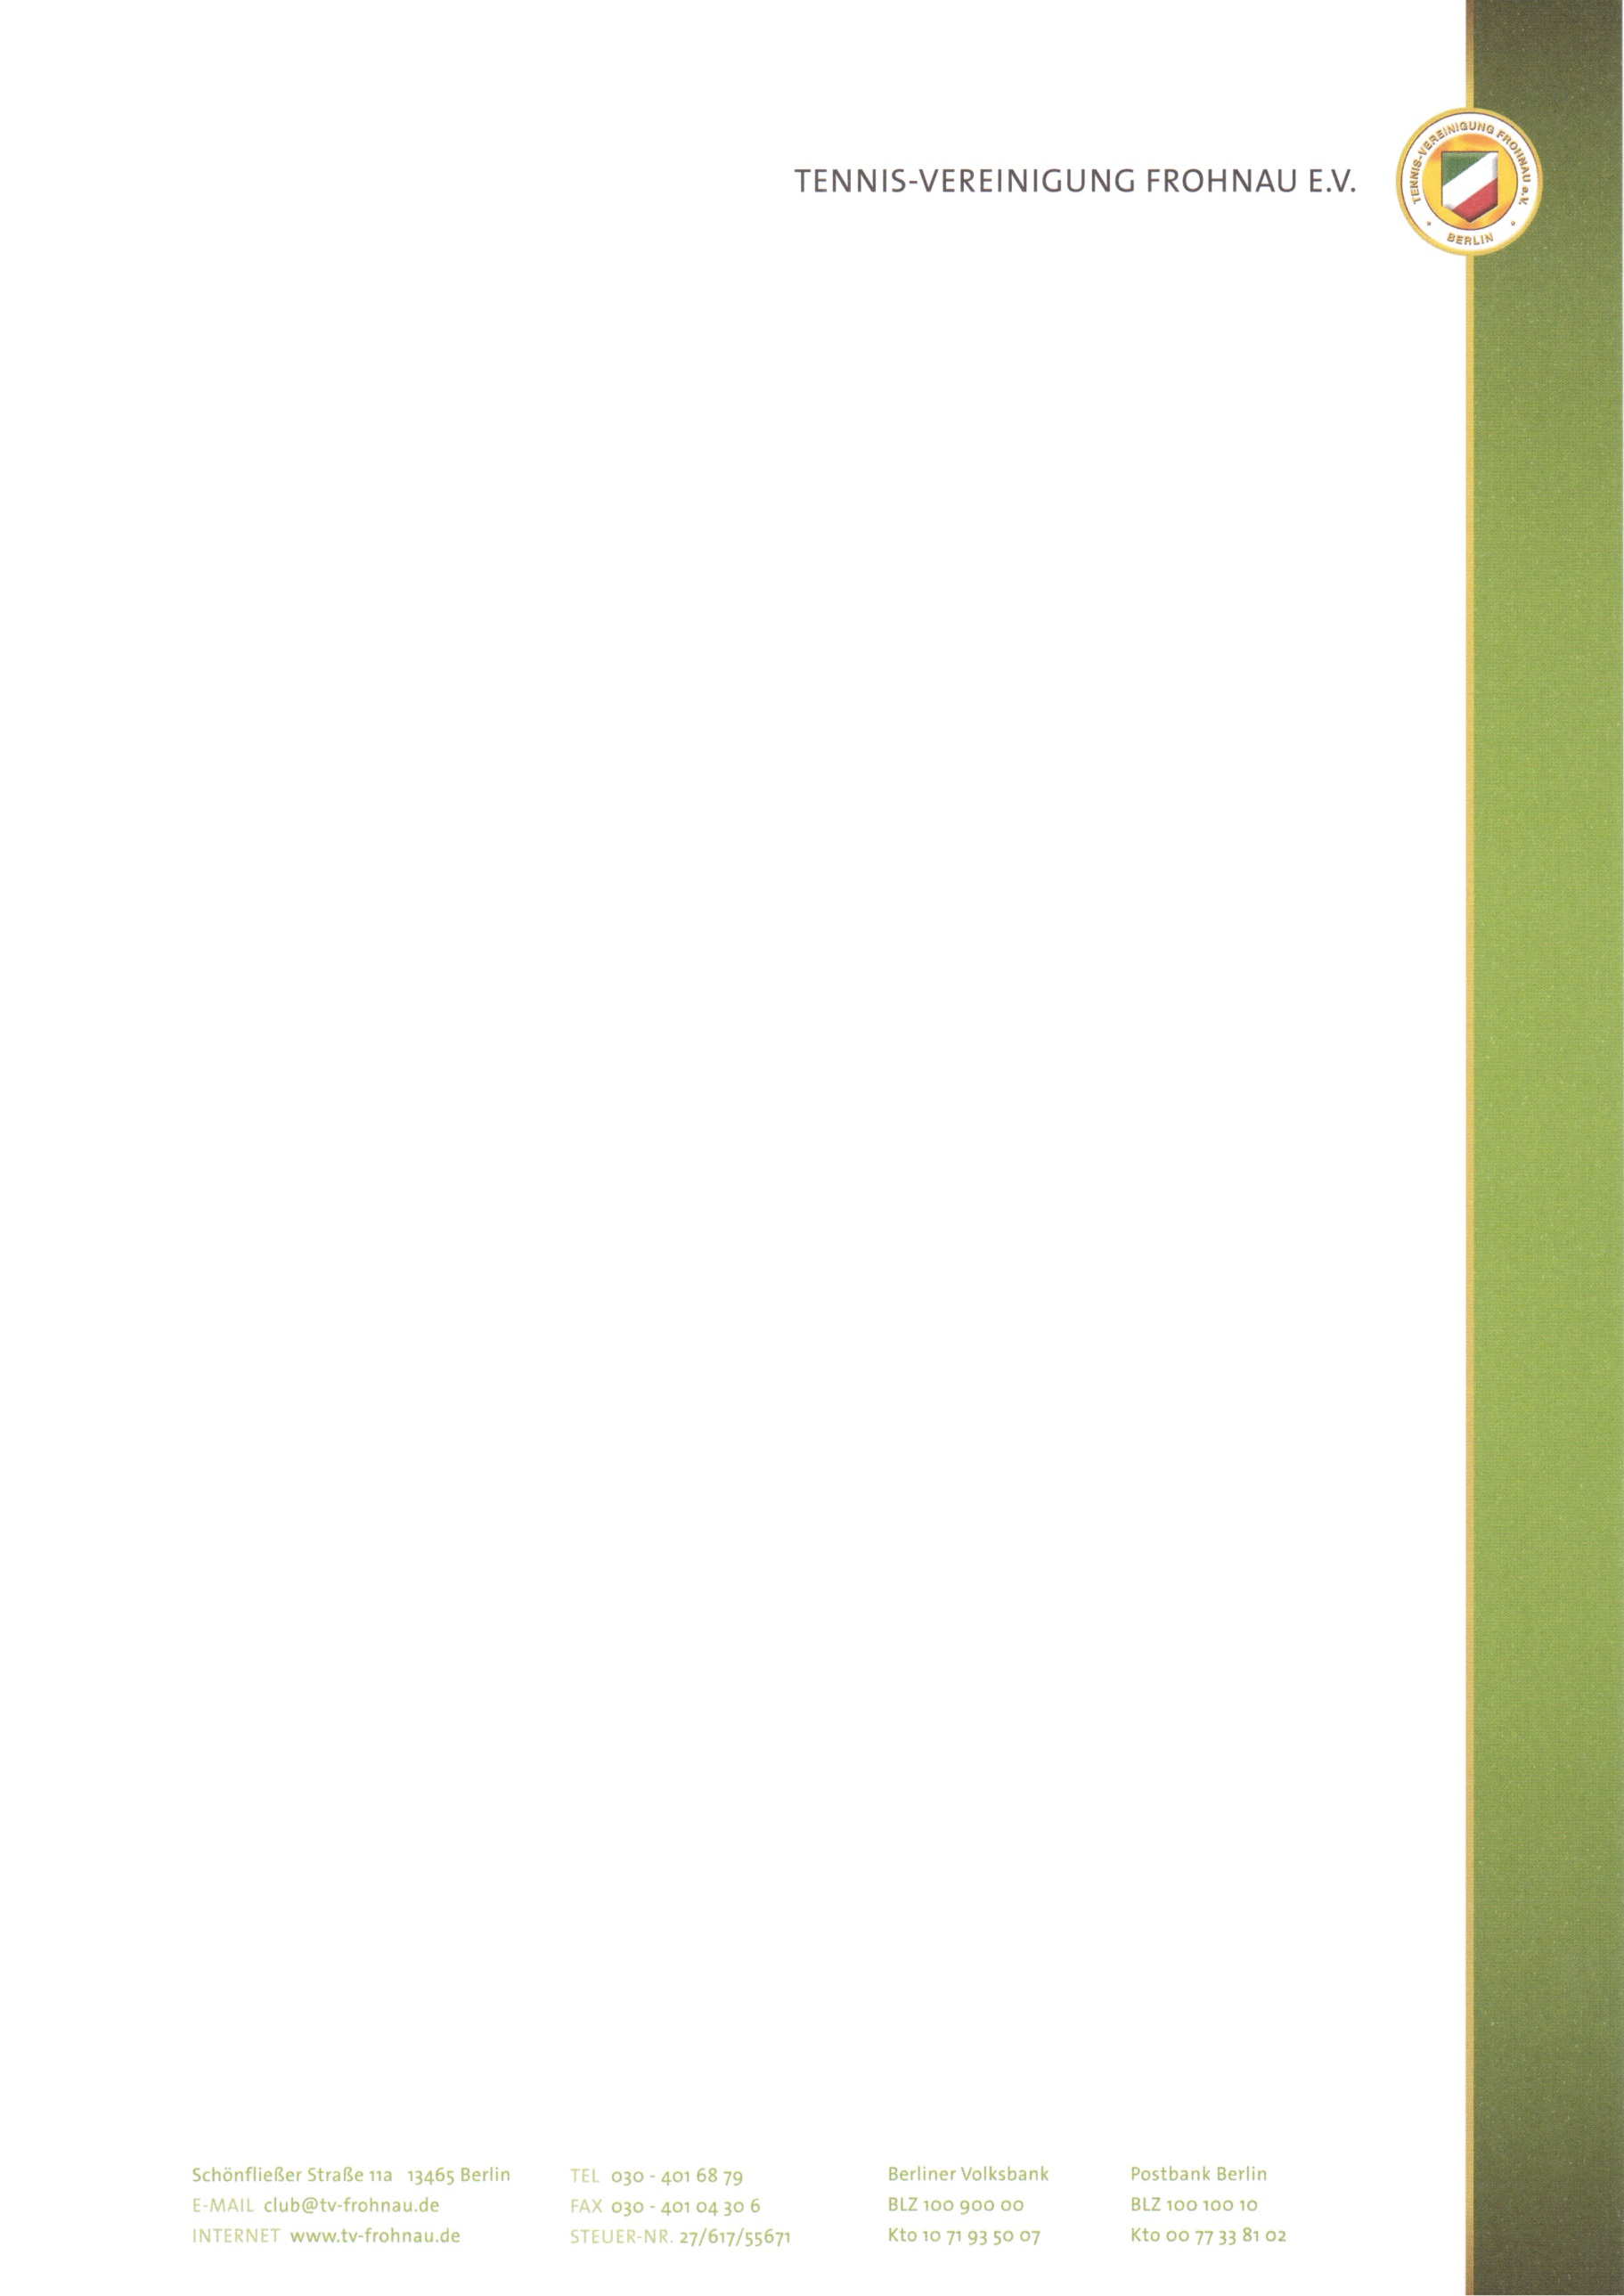 TENNIS-VEREINIGUNG FROHNAU E.V.
TENNIS-VEREINIGUNG FROHNAU e.V.
BERLIN
Schönfließer Straße 11a 13465 Berlin
E-MAIL club@tv-frohnau.de
INTERNET www.tv-frohnau.de
TEL 030 - 401 68 79
FAX 030 - 401 04 30 6
STEUER-NR. 27/617/55671
Berliner Volksbank
BLZ 100 900 00
Kto 10 71 93 50 07
Postbank Berlin
BLZ 100 100 10
Kto 00 77 33 81 02